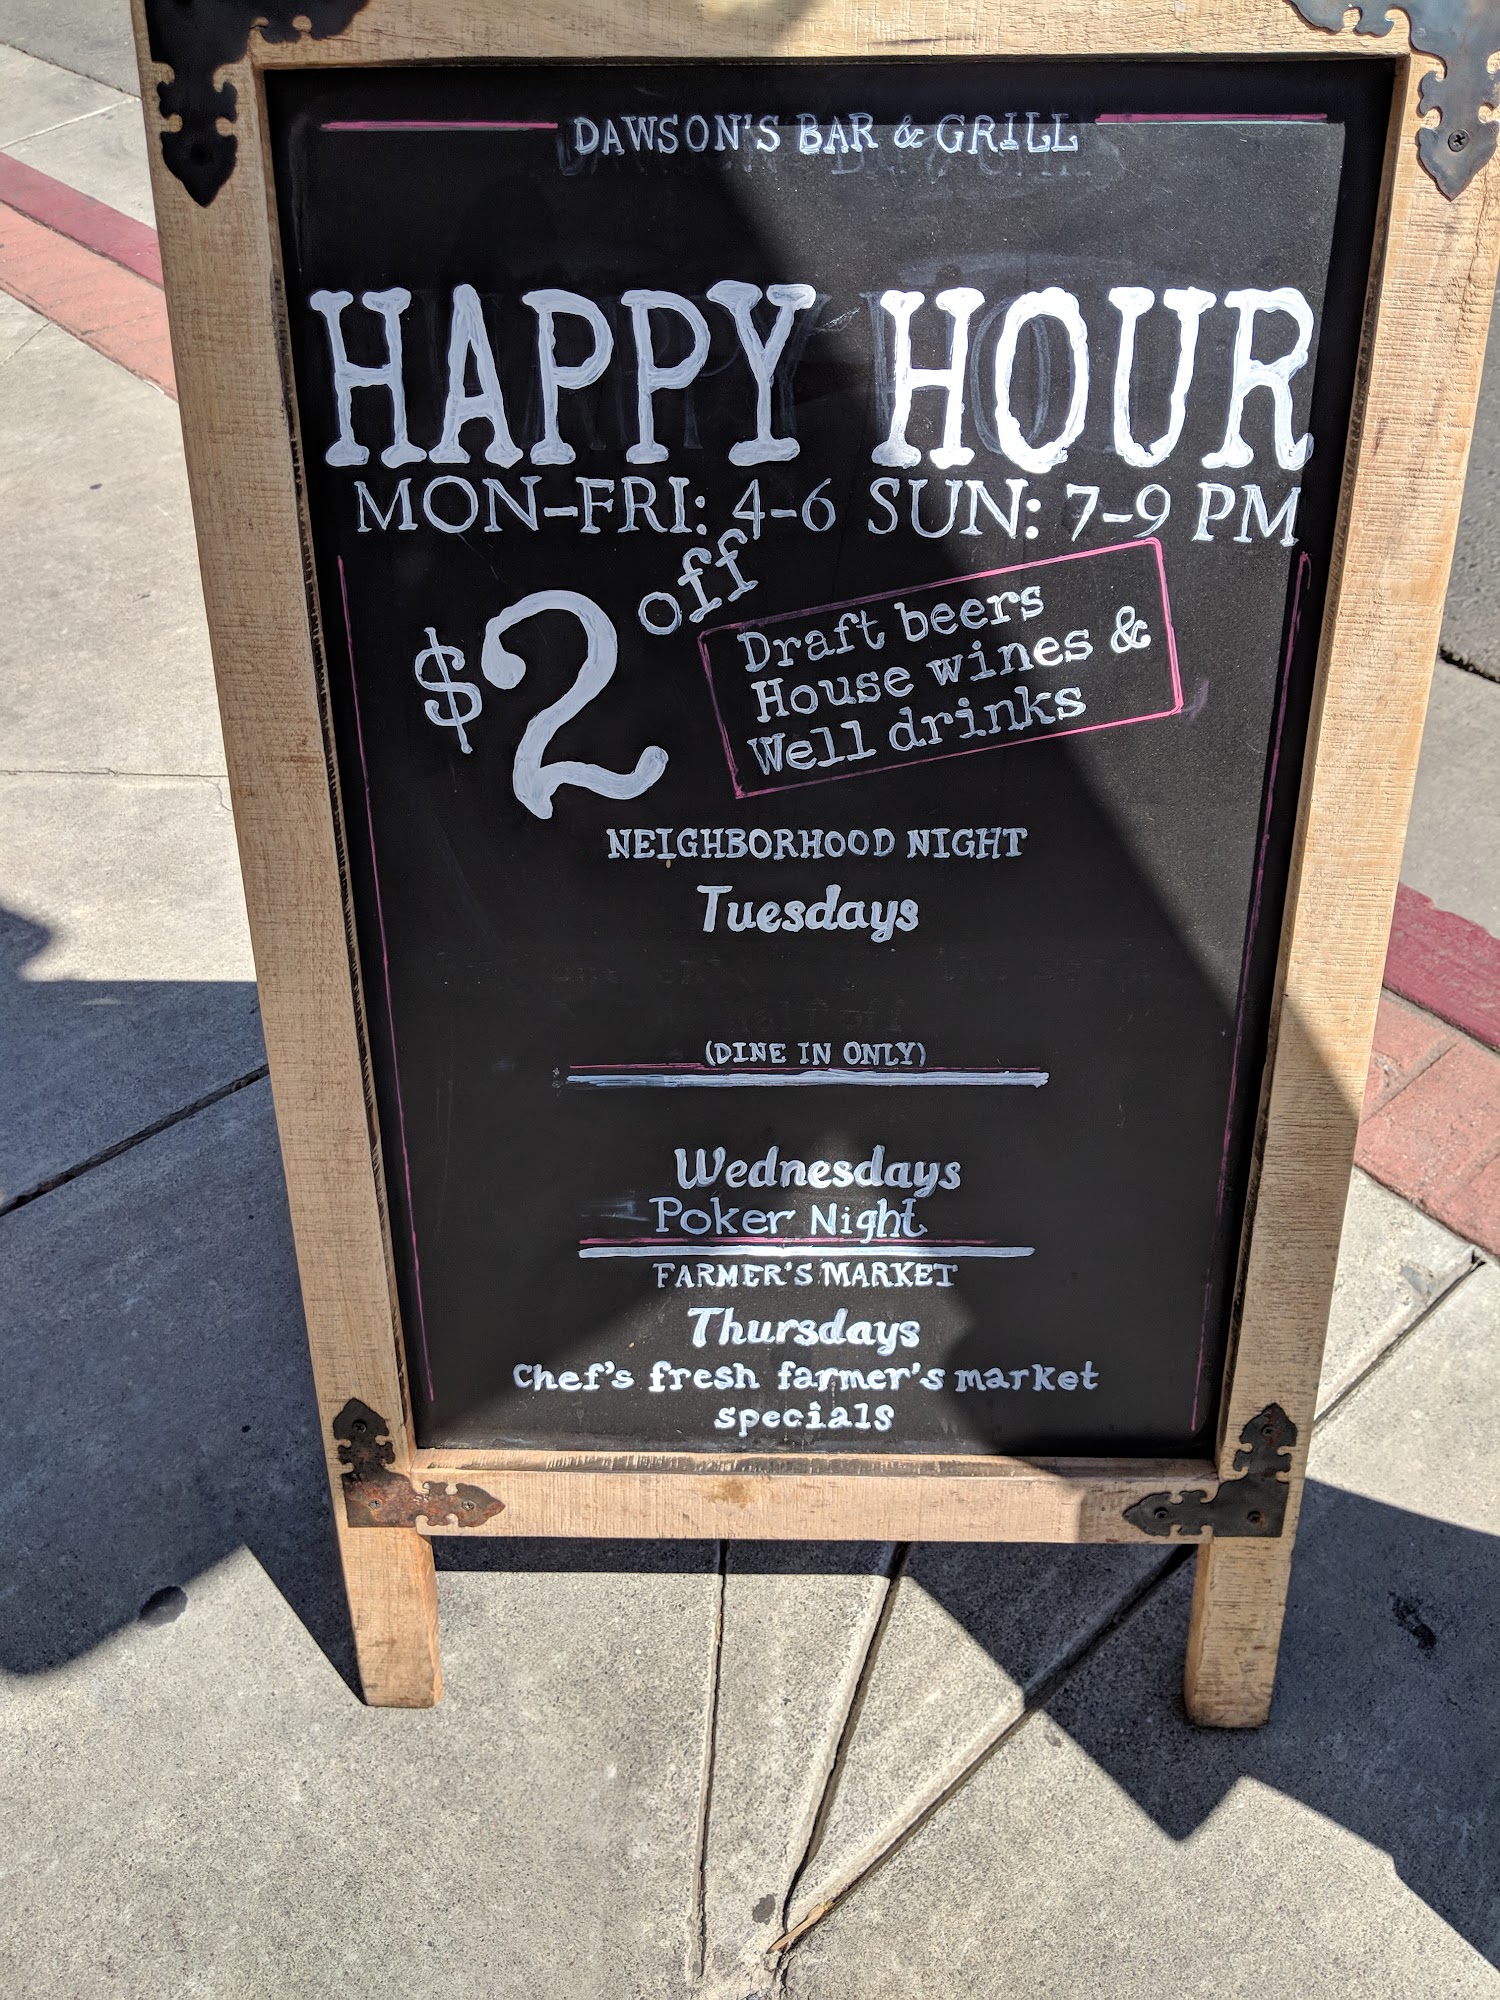 DAWSON'S BAR & GRILL
HAPPY HOUR
MON-FRI: 4-6 SUN: 7-9 PM
$2 off
Draft beers
House wines &
Well drinks
NEIGHBORHOOD NIGHT
Tuesdays
half off
(DINE IN ONLY)
Wednesdays
Poker Night
FARMER'S MARKET
Thursdays
Chef's fresh farmer's market
specials